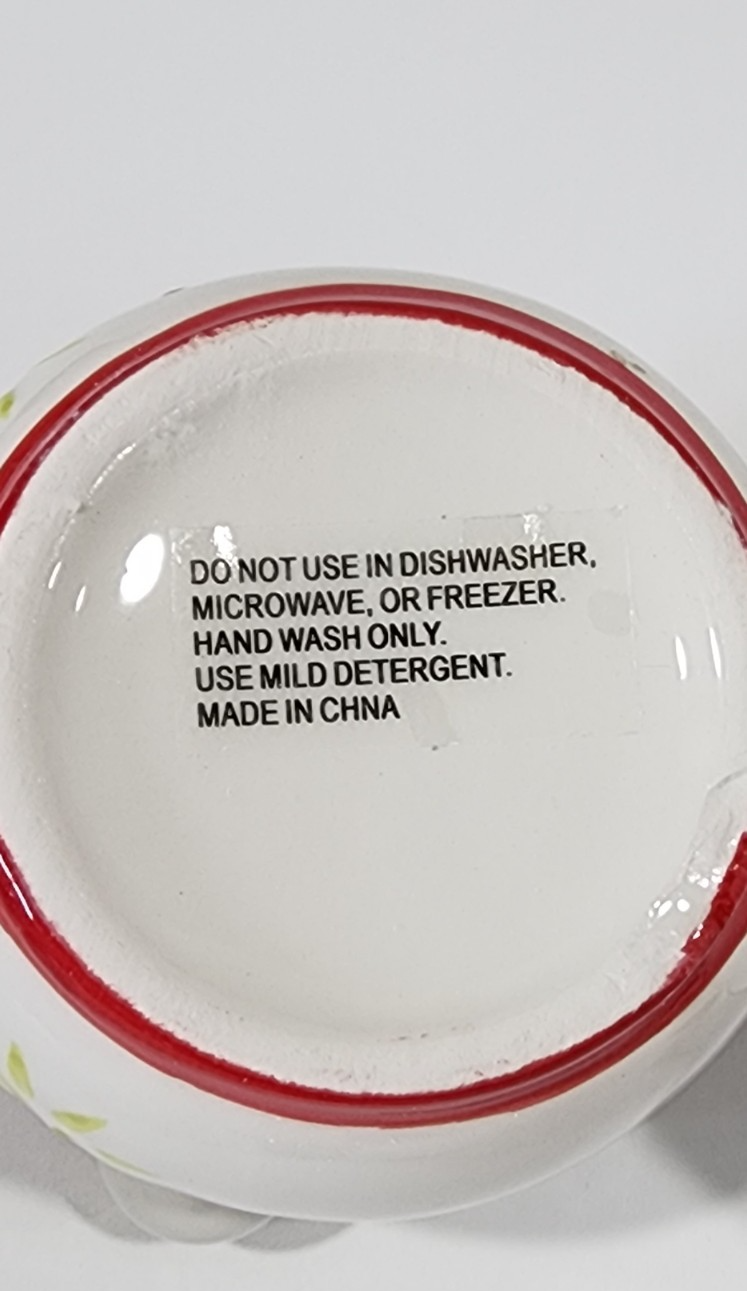 DO NOT USE IN DISHWASHER,
MICROWAVE, OR FREEZER.
HAND WASH ONLY.
USE MILD DETERGENT.
MADE IN CHNA